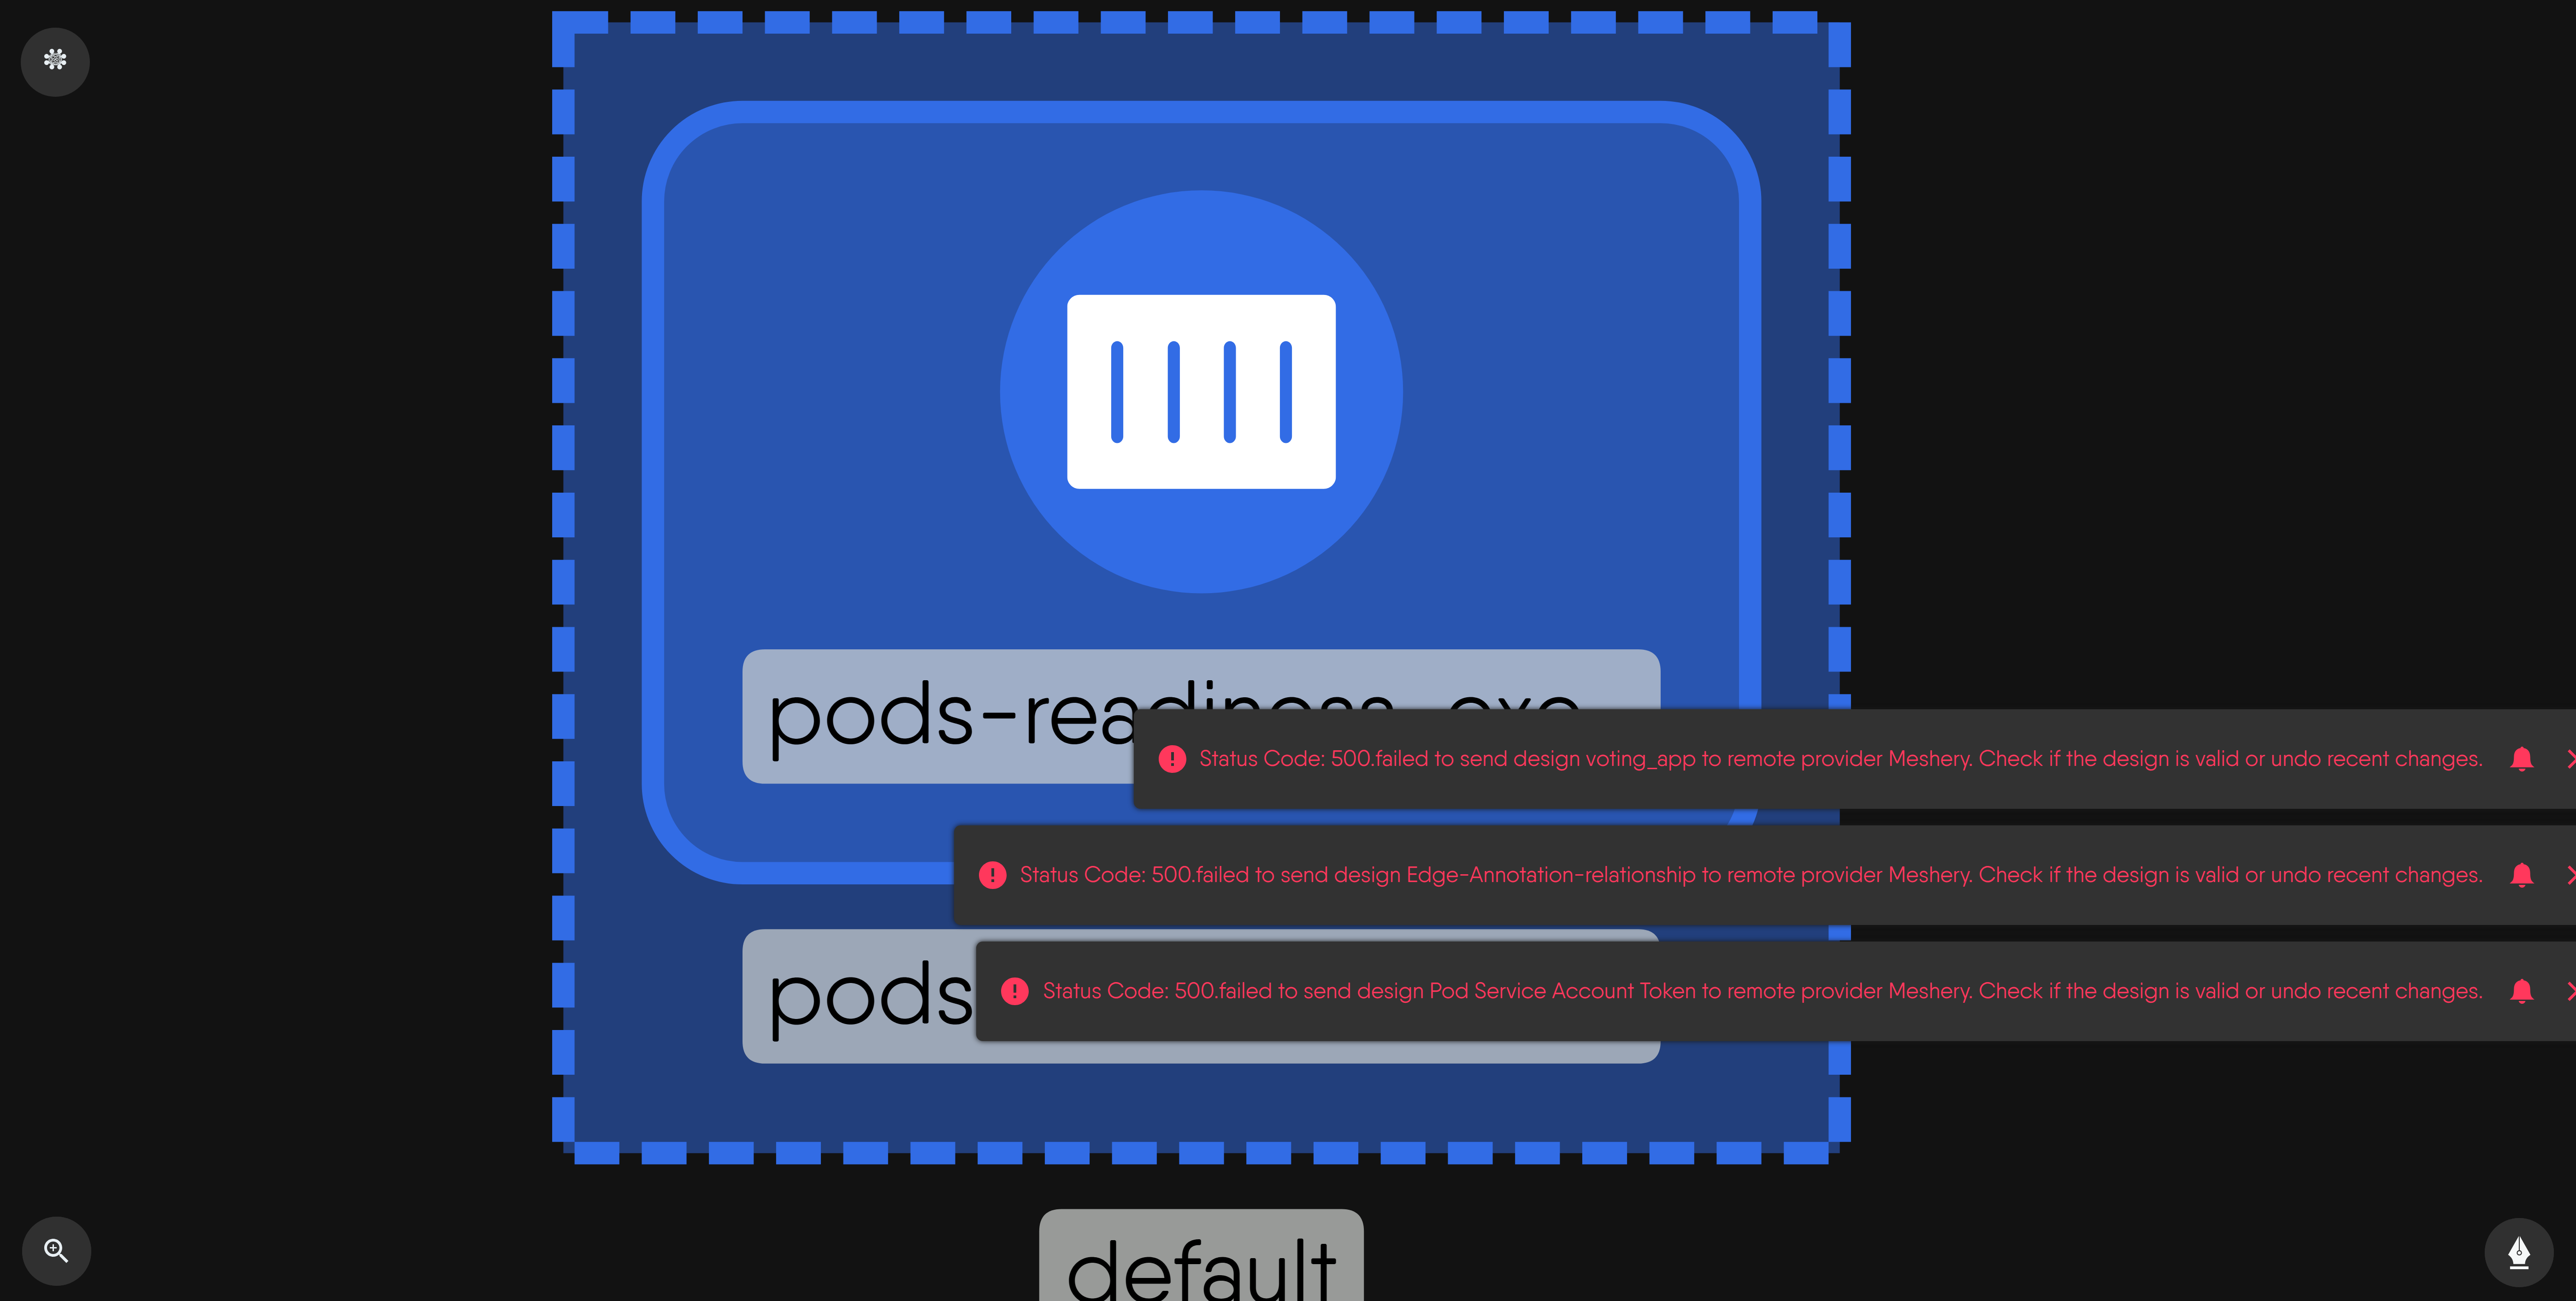 Status Code: 500.failed to send design voting_app to remote provider Meshery. Check if the design is valid or undo recent changes.
Status Code: 500.failed to send design Edge-Annotation-relationship to remote provider Meshery. Check if the design is valid or undo recent changes.
pods
Status Code: 500.failed to send design Pod Service Account Token to remote provider Meshery. Check if the design is valid or undo recent changes.
default